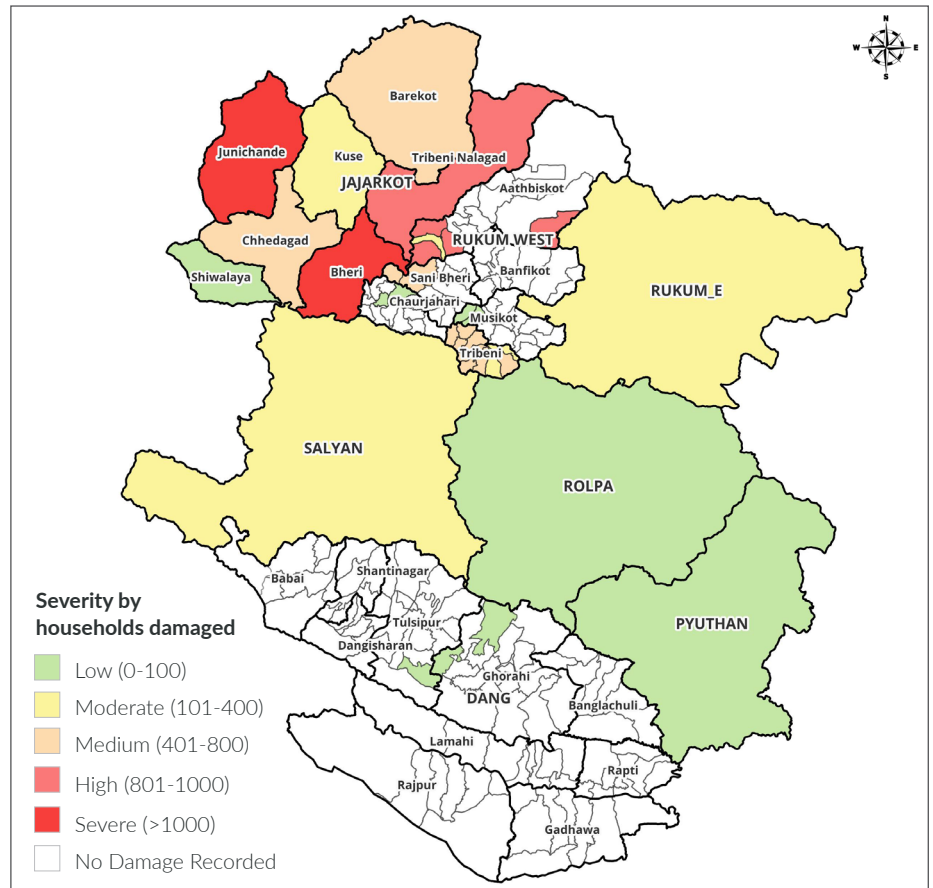 N
W E
S
Barekot
Junichande
Kuse
Tribeni Nalagad
JAJARKOT
Aathbiskot
Chhedagad
RUKUM WEST
Shiwalaya
Bheri
Sani Bheri
Banfikot
RUKUM_E
Chaurjahari
Musikot
Tribeni
SALYAN
ROLPA
Babai
Shantinagar
Tulsipur
PYUTHAN
Dangisharan
Ghorahi
DANG
Banglachuli
Lamahi
Rajpur
Rapti
Gadhawa
Severity by
households damaged
Low (0-100)
Moderate (101-400)
Medium (401-800)
High (801-1000)
Severe (>1000)
No Damage Recorded